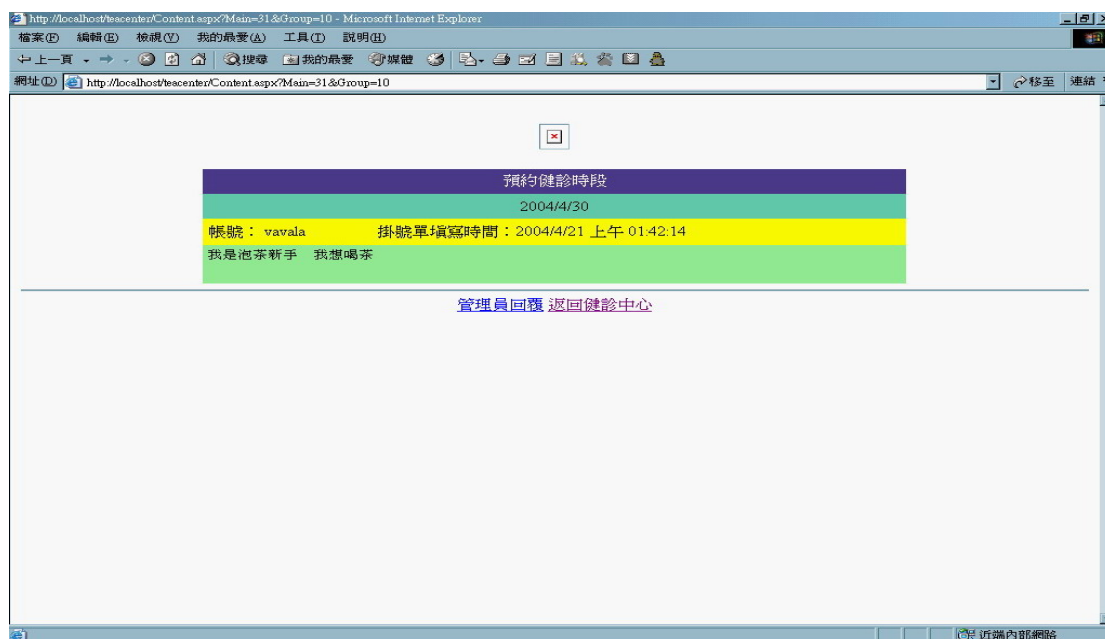 http://localhost/teacenter/Content.aspx?Main=31&Group=10 - Microsoft Internet Explorer
檔案(F) 編輯(E) 檢視(V) 我的最愛(A) 工具(T) 說明(H)
上一頁 搜尋 我的最愛 媒體
網址(D) http://localhost/teacenter/Content.aspx?Main=31&Group=10 移至 連結
預約健診時段
2004/4/30
帳號： vavala 掛號單填寫時間：2004/4/21 上午 01:42:14
我是泡茶新手 我想喝茶
管理員回覆 返回健診中心
近端內部網路